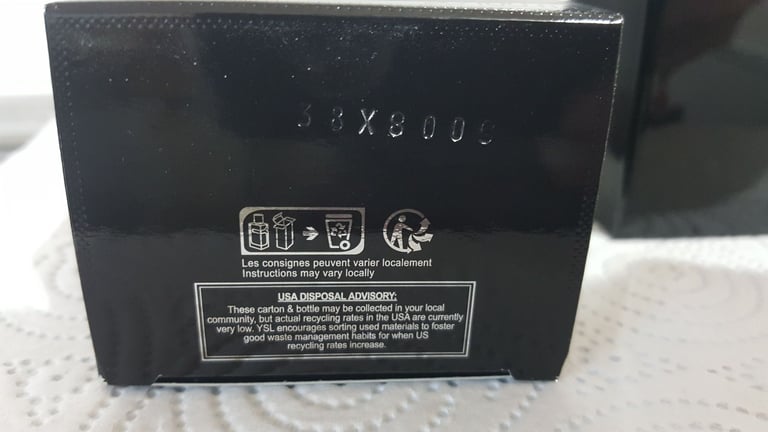 38X800S
Les consignes peuvent varier localement
Instructions may vary locally
USA DISPOSAL ADVISORY:
These carton & bottle may be collected in your local
community, but actual recycling rates in the USA are currently
very low. YSL encourages sorting used materials to foster
good waste management habits for when US
recycling rates increase.